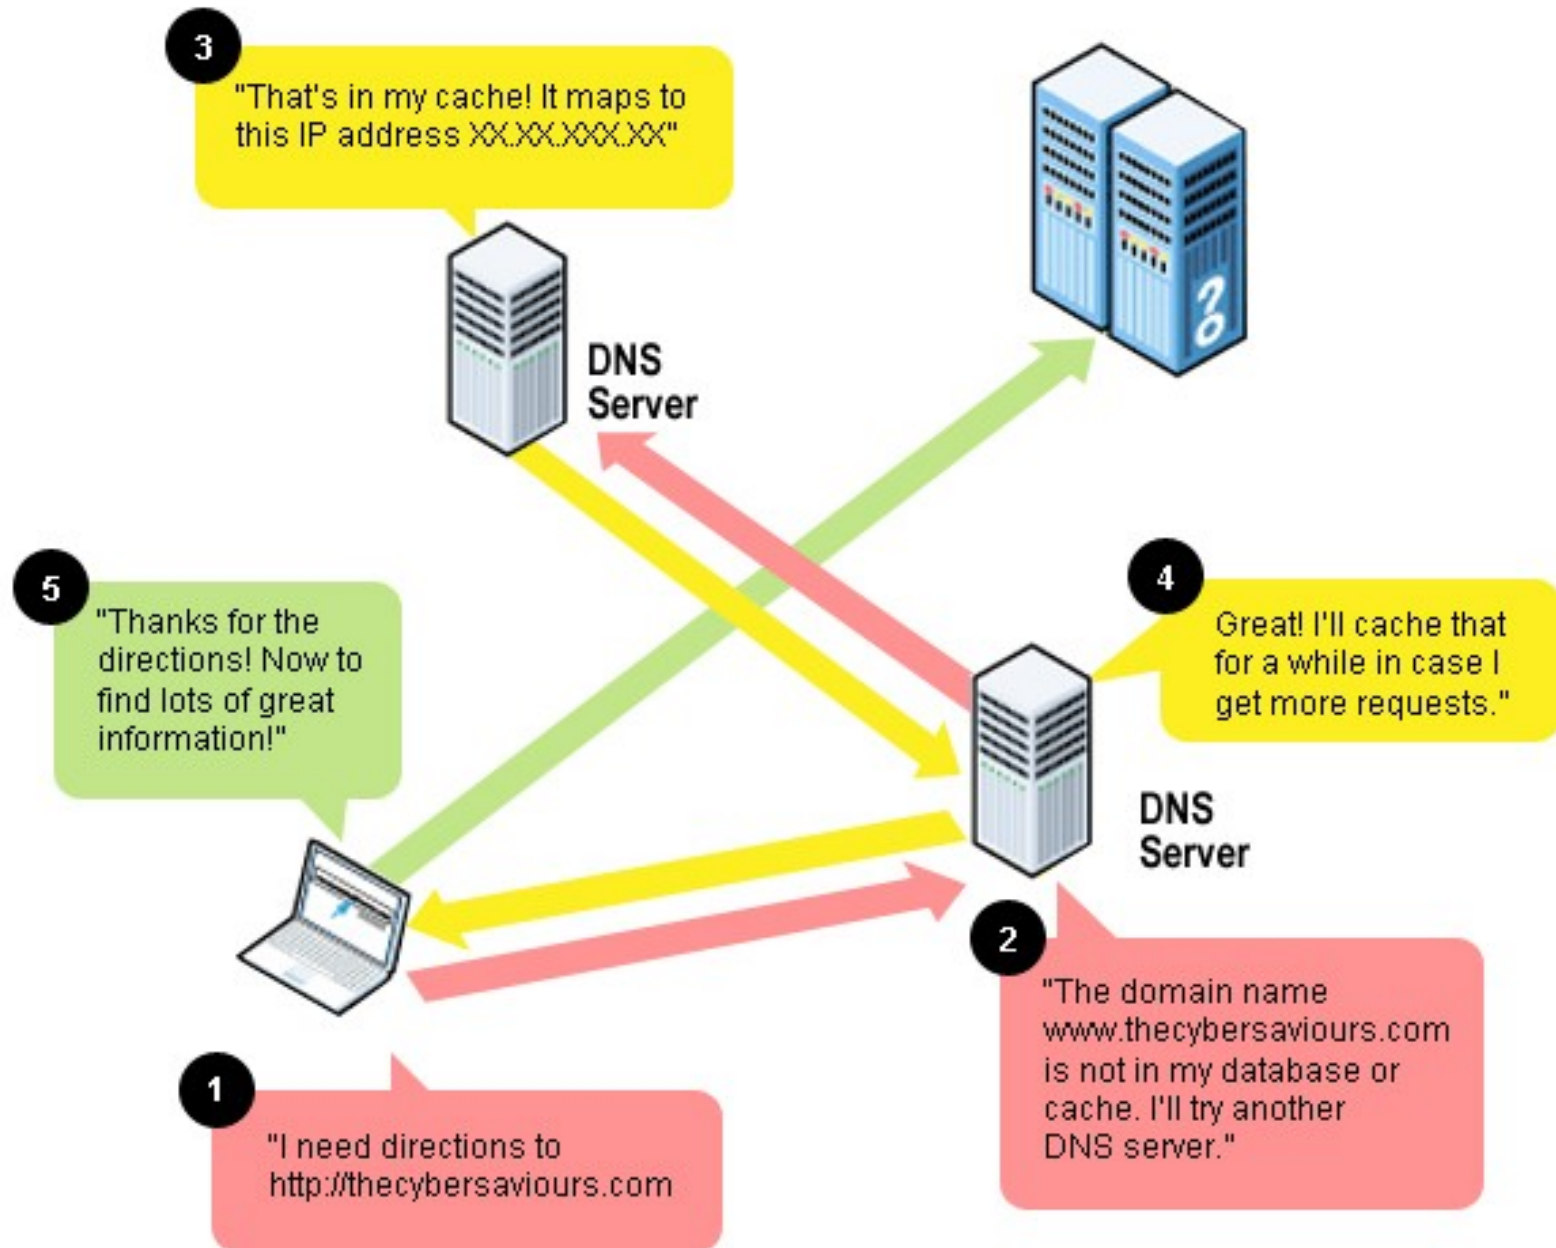 3
"That's in my cache! It maps to
this IP address XX.XX.XXX.XX"
DNS
Server
5
"Thanks for the
directions! Now to
find lots of great
information!"
4
Great! I'll cache that
for a while in case I
get more requests."
DNS
Server
2
"The domain name
www.thecybersaviours.com
is not in my database or
cache. I'll try another
DNS server."
1
"I need directions to
http://thecybersaviours.com
?